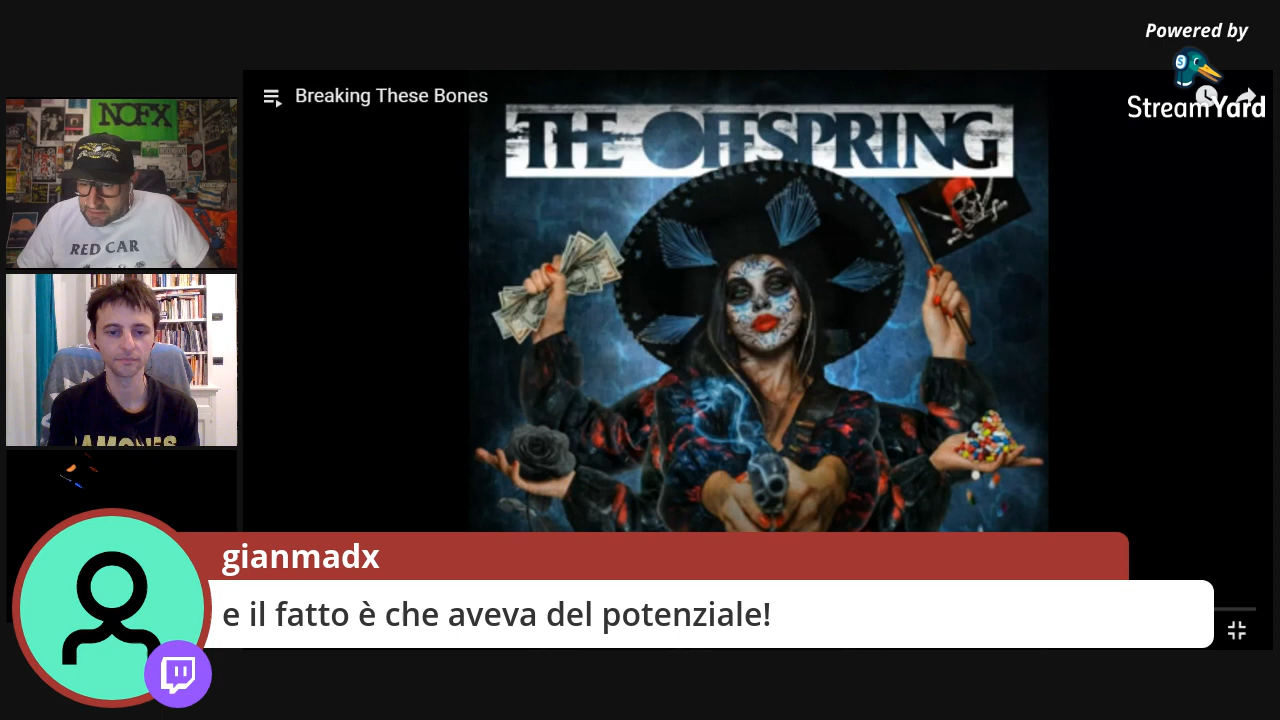 Powered by
StreamYard
Breaking These Bones
THE OFFSPRING
NOFX
RED CAR
RAMONES
gianmadx
e il fatto è che aveva del potenziale!